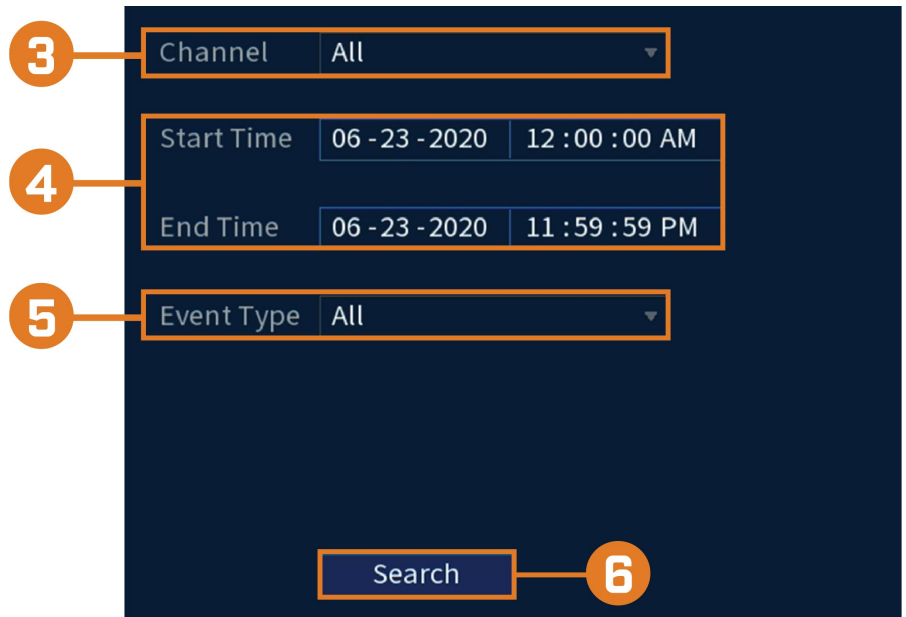 3 Channel All
Start Time 06 - 23 - 2020 12 : 00 : 00 AM
4
End Time 06 - 23 - 2020 11 : 59 : 59 PM
5 Event Type All
Search 6